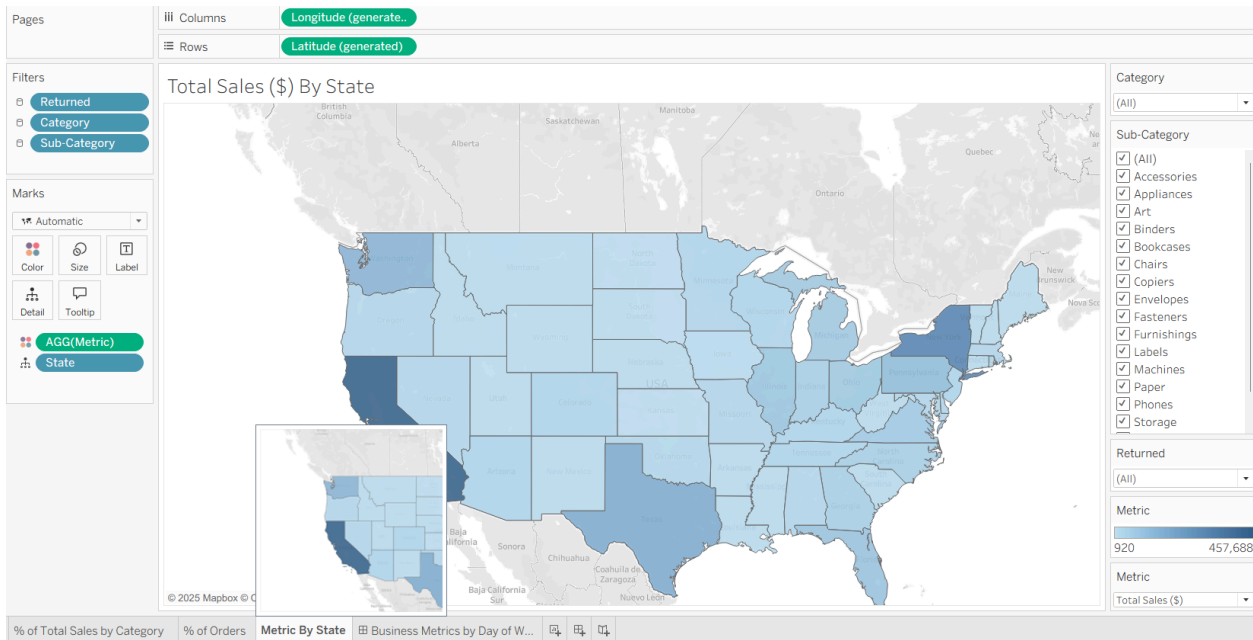 Pages
Columns
Longitude (generate..
Rows
Latitude (generated)
Filters
Returned
Category
Sub-Category
Marks
Automatic
Color
Size
Label
Detail
Tooltip
AGG(Metric)
State
Total Sales ($) By State
British
Columbia
Alberta
Saskatchewan
Manitoba
Ontario
Quebec
New
Brunswick
Nova Sco
Washington
Montana
North
Dakota
Minnesota
Oregon
Idaho
South
Dakota
Wisconsin
Michigan
New York
Wyoming
Iowa
Nebraska
Pennsylvania
USA
Illinois
Indiana
Ohio
Nevada
Utah
Colorado
Kansas
Missouri
Kentucky
Arizona
New Mexico
Oklahoma
Arkansas
Tennessee
Texas
Georgia
Baja
alifornia
Sonora
Chihuahua
Coahuila de
Zaragoza
Baja California
Sur
Nuevo León
© 2025 Mapbox © O
Category
(All)
Sub-Category
(All)
Accessories
Appliances
Art
Binders
Bookcases
Chairs
Copiers
Envelopes
Fasteners
Furnishings
Labels
Machines
Paper
Phones
Storage
Returned
(All)
Metric
920
457,688
Metric
Total Sales ($)
% of Total Sales by Category
% of Orders
Metric By State
Business Metrics by Day of W...